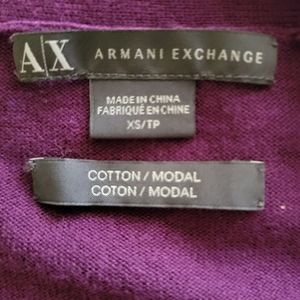 A|X ARMANI EXCHANGE
MADE IN CHINA
FABRIQUÉ EN CHINE
XS/TP
COTTON / MODAL
COTON / MODAL